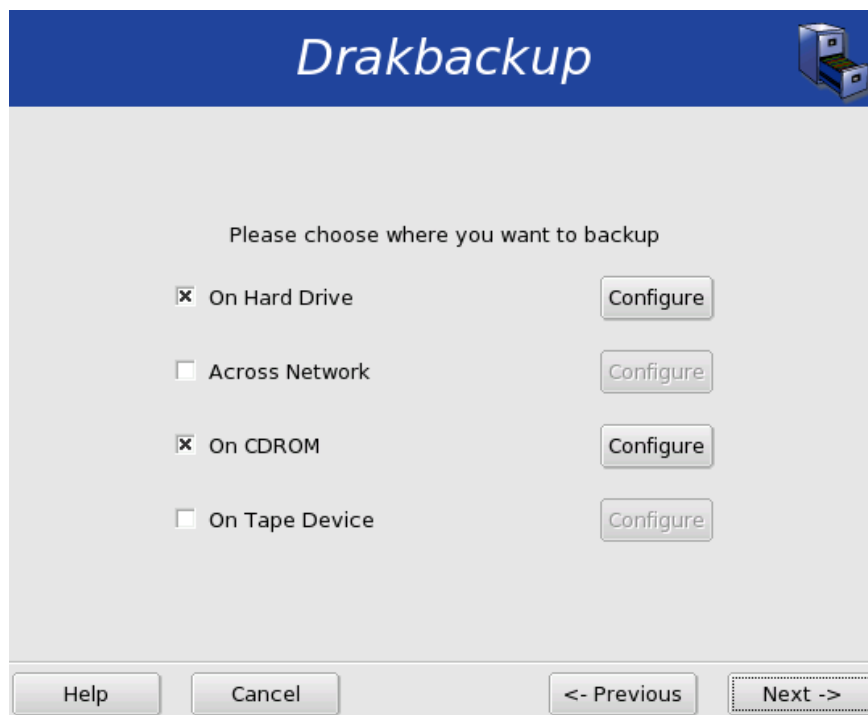 Drakbackup
Please choose where you want to backup
On Hard Drive Configure
Across Network Configure
On CDROM Configure
On Tape Device Configure
Help Cancel <- Previous Next ->